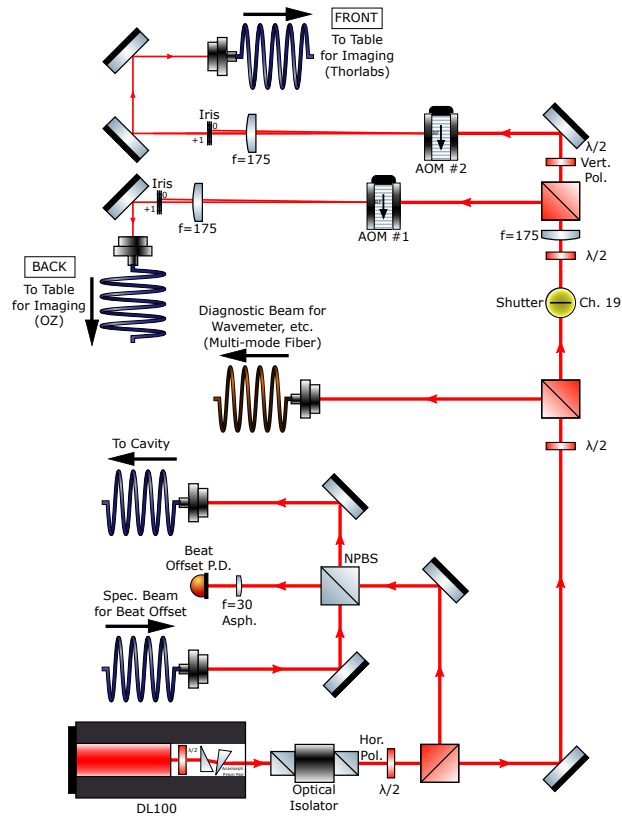 FRONT
To Table
for Imaging
(Thorlabs)
Iris
0
+1
f=175
AOM #2
λ/2
Vert.
Pol.
Iris
0
+1
f=175
AOM #1
f=175
λ/2
BACK
To Table
for Imaging
(OZ)
Shutter
Ch. 19
Diagnostic Beam for
Wavemeter, etc.
(Multi-mode Fiber)
λ/2
To Cavity
NPBS
Beat
Offset P.D.
f=30
Asph.
Spec. Beam
for Beat Offset
λ/2
Anamorph.
Prism Pair
DL100
Optical
Isolator
Hor.
Pol.
λ/2